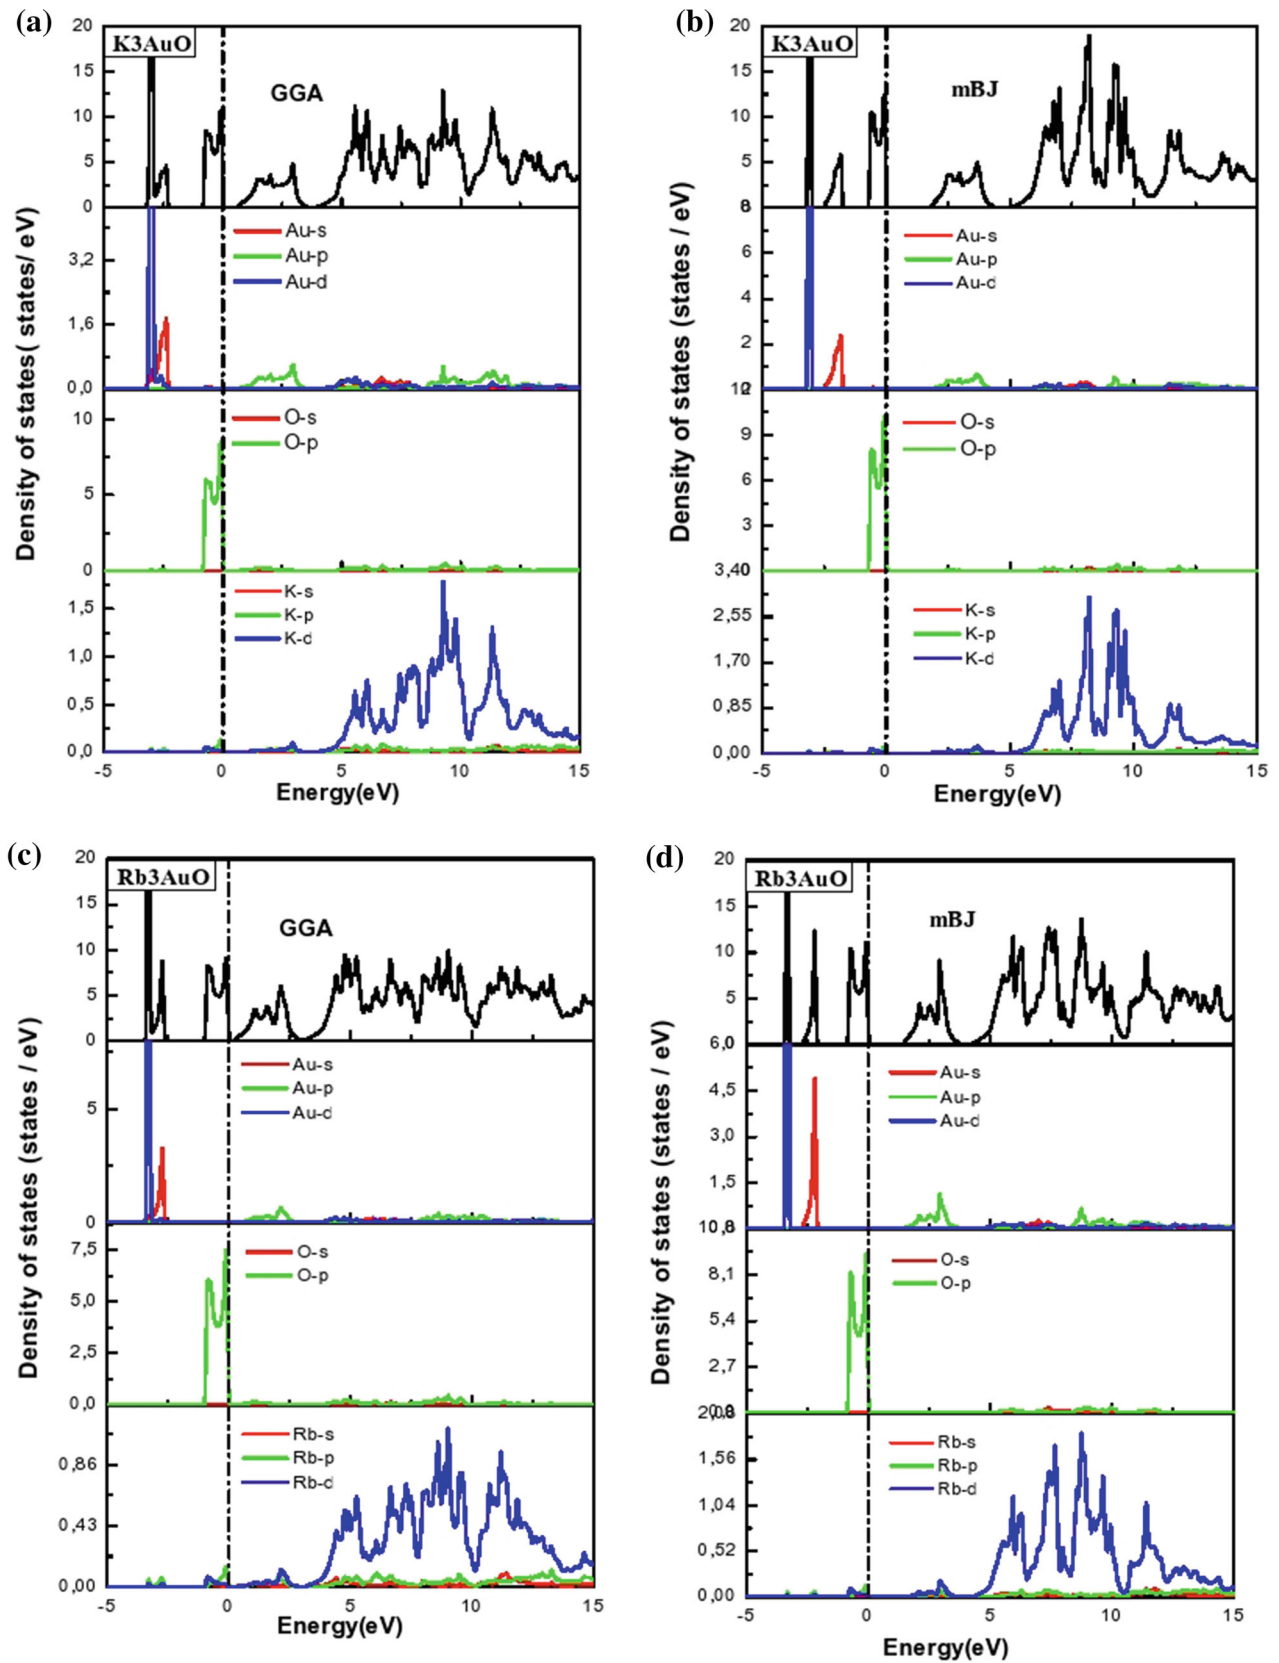 (a)
K3AuO
GGA
20
15
10
5
0
Au-s
Au-p
Au-d
3,2
1,6
0,0
O-s
O-p
10
5
0
K-s
K-p
K-d
1,5
1,0
0,5
0,0
-5 0 5 10 15
Energy(eV)
Density of states( states/ eV)
(b)
K3AuO
mBJ
20
15
10
5
Au-s
Au-p
Au-d
6
4
2
O-s
O-p
9
6
3
3,40
K-s
K-p
K-d
2,55
1,70
0,85
0,00
-5 0 5 10 15
Energy(eV)
Density of states (states / eV)
(c)
Rb3AuO
GGA
20
15
10
5
0
Au-s
Au-p
Au-d
5
0
O-s
O-p
7,5
5,0
2,5
0,0
Rb-s
Rb-p
Rb-d
0,86
0,43
0,00
0 5 10 15
Energy(eV)
Density of states (states / eV)
(d)
Rb3AuO
mBJ
20
15
10
5
6,0
Au-s
Au-p
Au-d
4,5
3,0
1,5
10,8
O-s
O-p
8,1
5,4
2,7
Rb-s
Rb-p
Rb-d
1,56
1,04
0,52
0,00
-5 0 5 10 15
Energy(eV)
Density of states (states / eV)